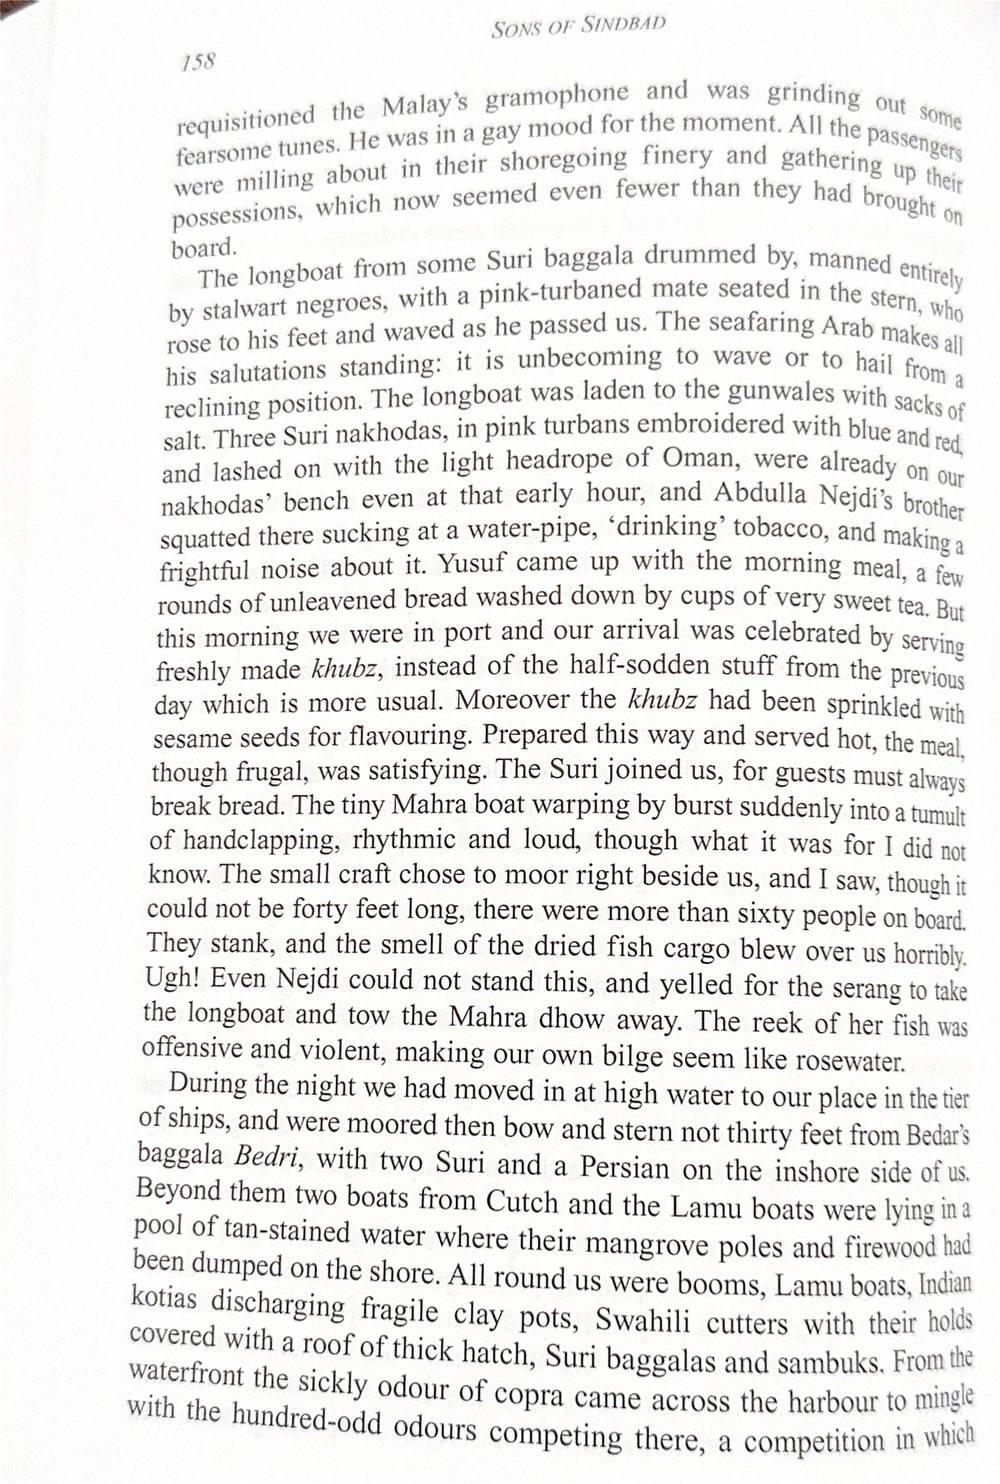 SONS OF SINDBAD
158
requisitioned the Malay's gramophone and was grinding out some
fearsome tunes. He was in a gay mood for the moment. All the passengers
were milling about in their shoregoing finery and gathering up their
possessions, which now seemed even fewer than they had brought on
board.
The longboat from some Suri baggala drummed by, manned entirely
by stalwart negroes, with a pink-turbaned mate seated in the stern, who
rose to his feet and waved as he passed us. The seafaring Arab makes all
his salutations standing: it is unbecoming to wave or to hail from a
reclining position. The longboat was laden to the gunwales with sacks of
salt. Three Suri nakhodas, in pink turbans embroidered with blue and red,
and lashed on with the light headrope of Oman, were already on our
nakhodas' bench even at that early hour, and Abdulla Nejdi's brother
squatted there sucking at a water-pipe, 'drinking' tobacco, and making a
frightful noise about it. Yusuf came up with the morning meal, a few
rounds of unleavened bread washed down by cups of very sweet tea. But
this morning we were in port and our arrival was celebrated by serving
freshly made khubz, instead of the half-sodden stuff from the previous
day which is more usual. Moreover the khubz had been sprinkled with
sesame seeds for flavouring. Prepared this way and served hot, the meal,
though frugal, was satisfying. The Suri joined us, for guests must always
break bread. The tiny Mahra boat warping by burst suddenly into a tumult
of handclapping, rhythmic and loud, though what it was for I did not
know. The small craft chose to moor right beside us, and I saw, though it
could not be forty feet long, there were more than sixty people on board.
They stank, and the smell of the dried fish cargo blew over us horribly.
Ugh! Even Nejdi could not stand this, and yelled for the serang to take
the longboat and tow the Mahra dhow away. The reek of her fish was
offensive and violent, making our own bilge seem like rosewater.
During the night we had moved in at high water to our place in the tier
of ships, and were moored then bow and stern not thirty feet from Bedar's
baggala Bedri, with two Suri and a Persian on the inshore side of us.
Beyond them two boats from Cutch and the Lamu boats were lying in a
pool of tan-stained water where their mangrove poles and firewood had
been dumped on the shore. All round us were booms, Lamu boats, Indian
kotias discharging fragile clay pots, Swahili cutters with their holds
covered with a roof of thick hatch, Suri baggalas and sambuks. From the
waterfront the sickly odour of copra came across the harbour to mingle
with the hundred-odd odours competing there, a competition in which